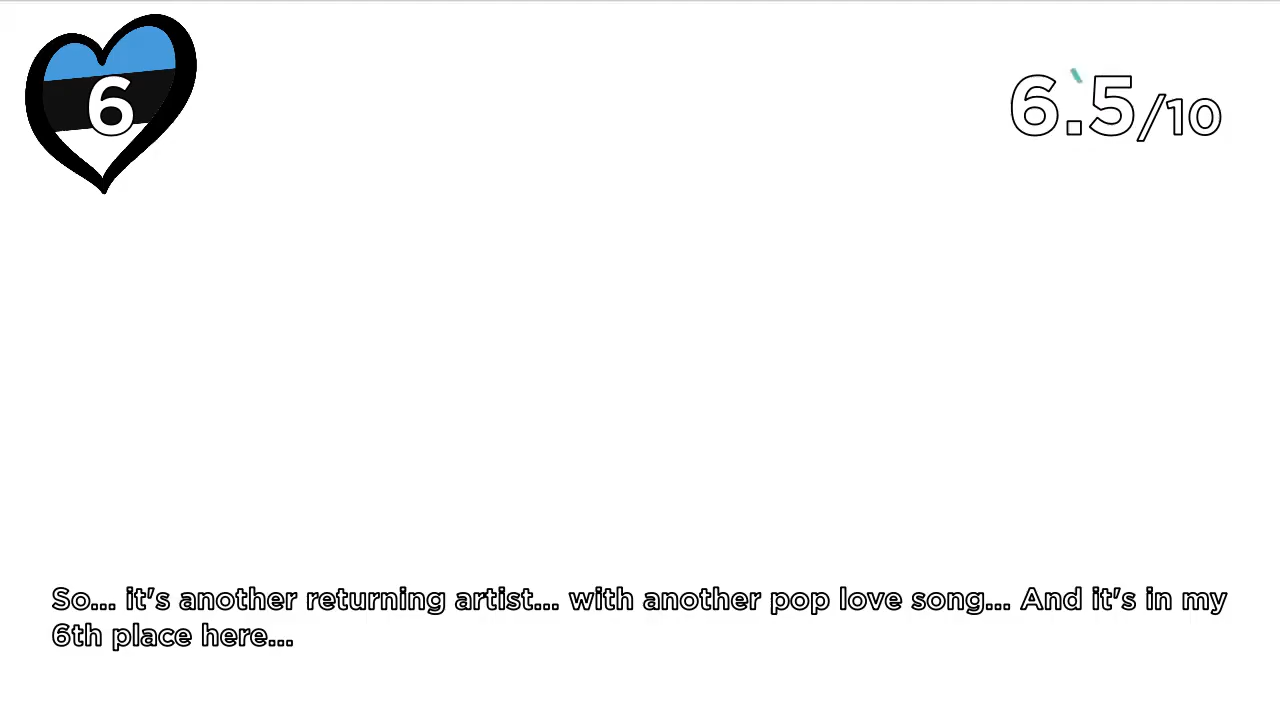 6
6.5/10
So... it's another returning artist... with another pop love song... And it's in my
6th place here...